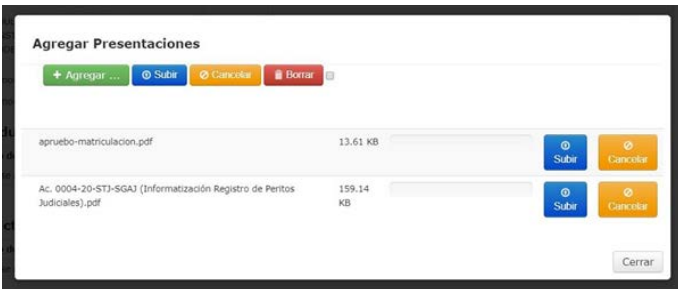 Agregar Presentaciones
+ Agregar ... Subir Cancelar Borrar
apruebo-matriculacion.pdf 13.61 KB Subir Cancelar
Ac. 0004-20-STJ-SGAJ (Informatización Registro de Peritos 159.14
Judiciales).pdf KB Subir Cancelar
Cerrar